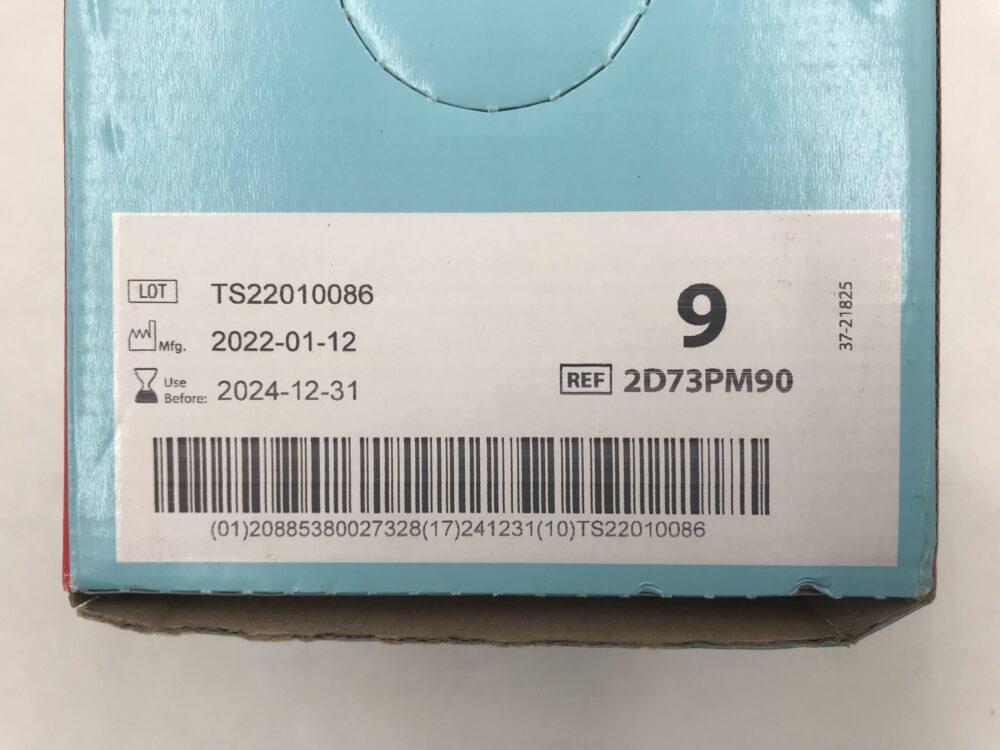 LOT TS22010086
Mfg. 2022-01-12
Use Before: 2024-12-31
9
REF 2D73PM90
37-21825
(01)20885380027328(17)241231(10)TS22010086